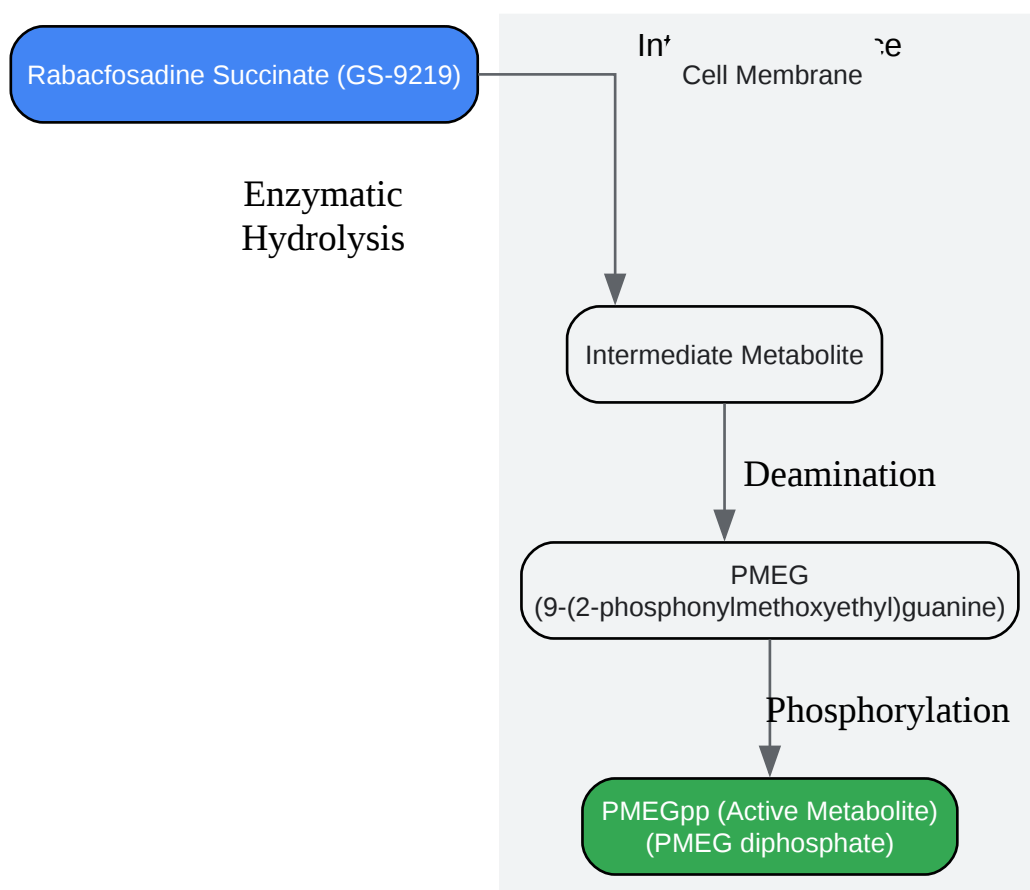 Rabacfosadine Succinate (GS-9219)
Cell Membrane
Enzymatic
Hydrolysis
Intermediate Metabolite
Deamination
PMEG
(9-(2-phosphonylmethoxyethyl)guanine)
Phosphorylation
PMEGpp (Active Metabolite)
(PMEG diphosphate)